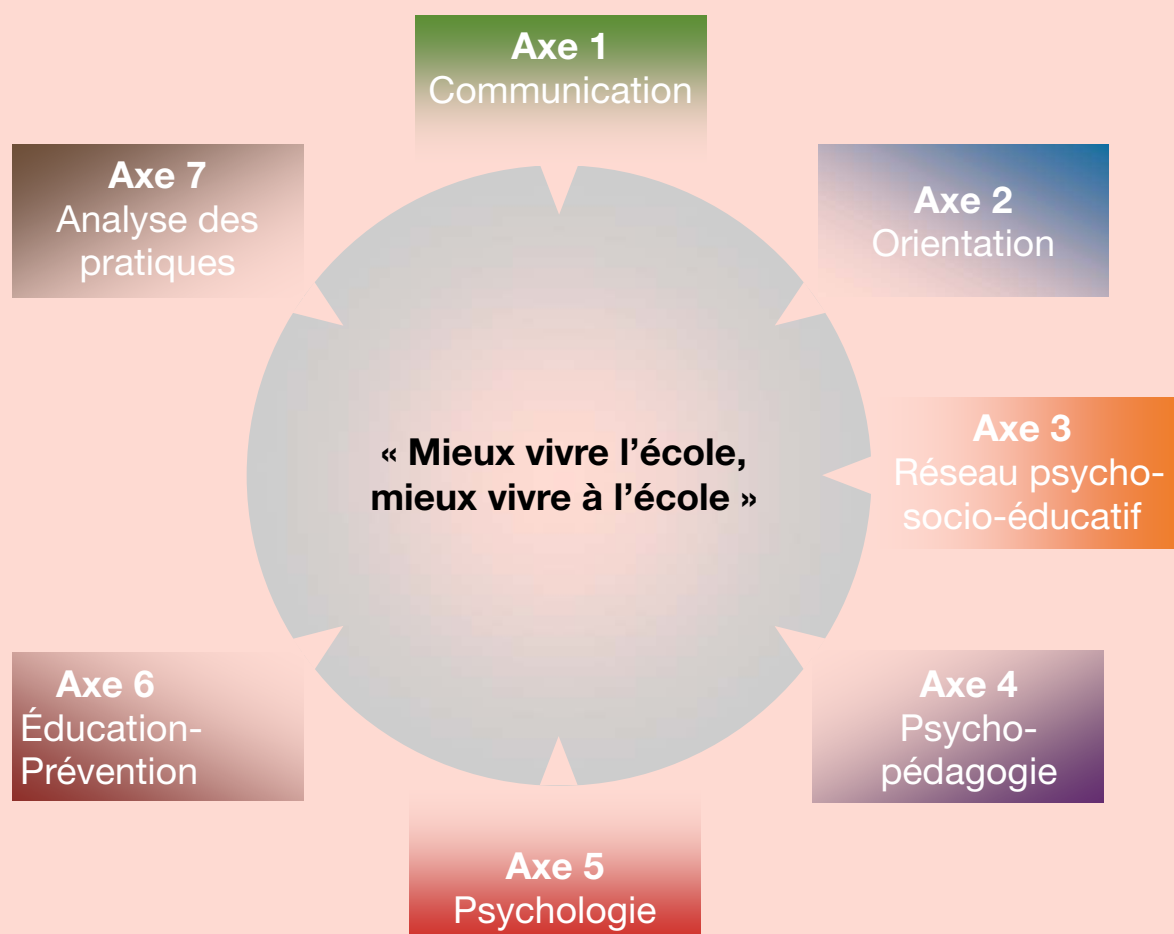 Axe 1
Communication
Axe 7
Analyse des
pratiques
Axe 2
Orientation
« Mieux vivre l’école,
mieux vivre à l’école »
Axe 3
Réseau psycho-
socio-éducatif
Axe 6
Éducation-
Prévention
Axe 4
Psycho-
pédagogie
Axe 5
Psychologie